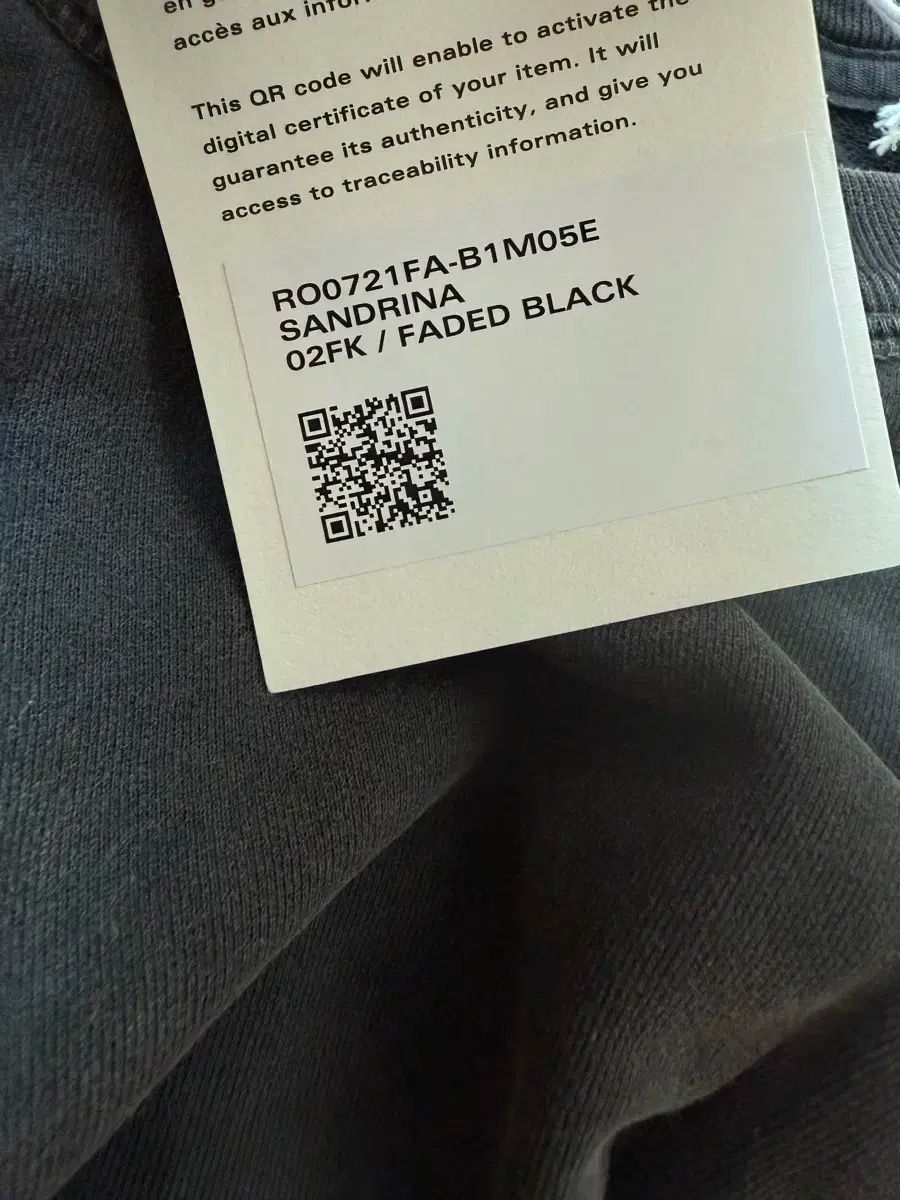 en
accès aux
This QR code will enable to activate the
digital certificate of your item. It will
guarantee its authenticity, and give you
access to traceability information.
RO0721FA-B1M05E
SANDRINA
02FK / FADED BLACK